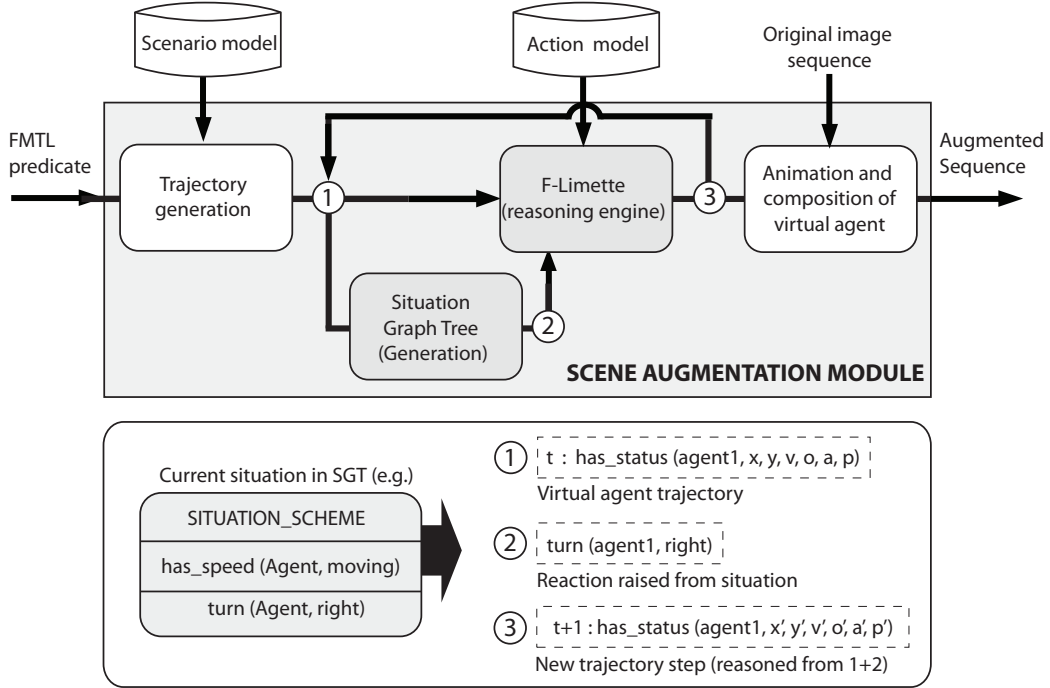 Scenario model
Action model
Original image
sequence
FMTL
predicate
Trajectory
generation
1
F-Limette
(reasoning engine)
3
Animation and
composition of
virtual agent
Augmented
Sequence
Situation
Graph Tree
(Generation)
2
SCENE AUGMENTATION MODULE
Current situation in SGT (e.g.)
SITUATION_SCHEME
has_speed (Agent, moving)
turn (Agent, right)
1 t : has_status (agent1, x, y, v, o, a, p)
Virtual agent trajectory
2 turn (agent1, right)
Reaction raised from situation
3 t+1 : has_status (agent1, x', y', v', o', a', p')
New trajectory step (reasoned from 1+2)